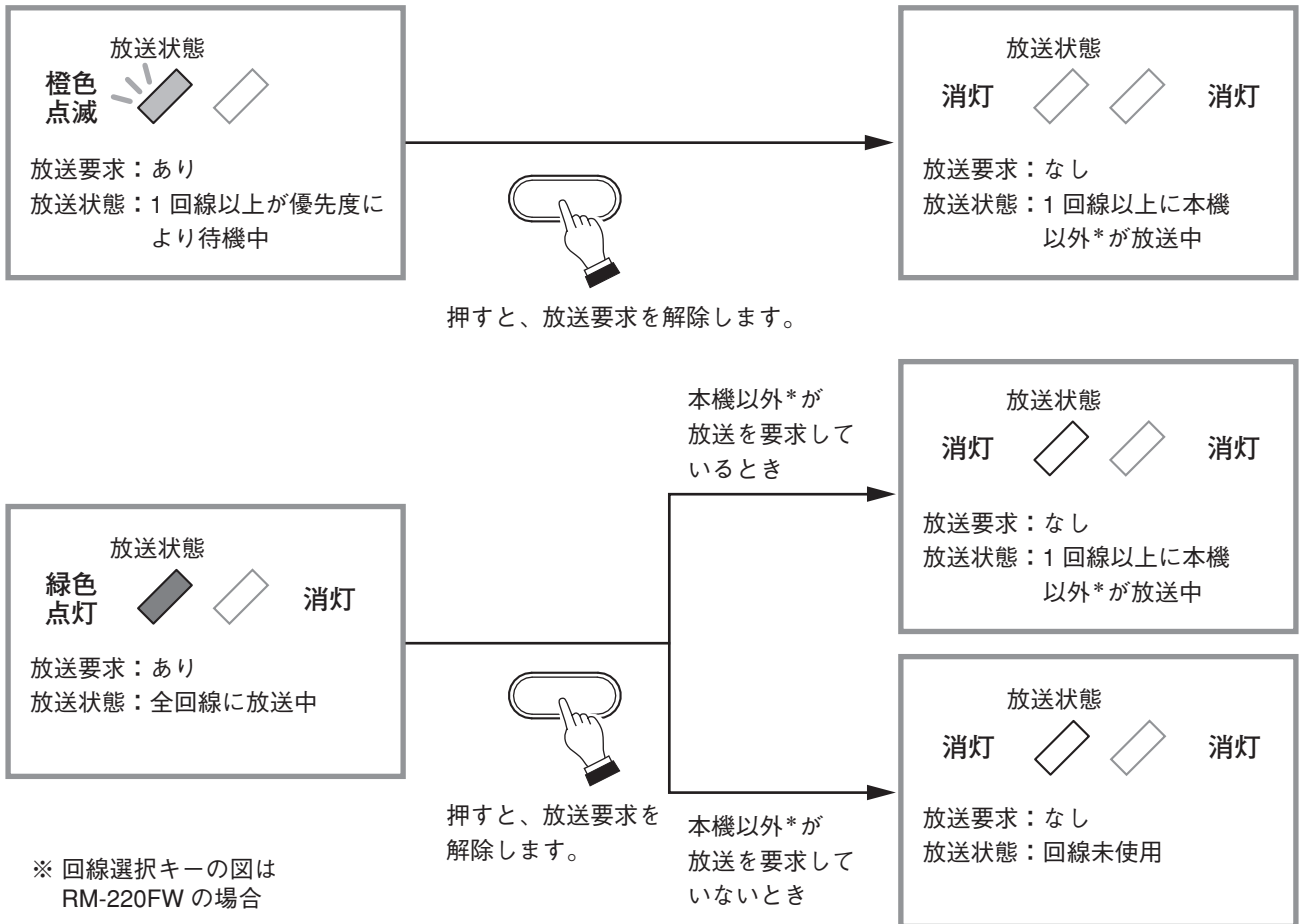 放送状態
橙色
点滅
放送要求：あり
放送状態：1 回線以上が優先度に
より待機中
押すと、放送要求を解除します。
放送状態
消灯
消灯
放送要求：なし
放送状態：1 回線以上に本機
以外*が放送中
放送状態
緑色
点灯
消灯
放送要求：あり
放送状態：全回線に放送中
押すと、放送要求を
解除します。
本機以外*が
放送を要求して
いるとき
放送状態
消灯
消灯
放送要求：なし
放送状態：1 回線以上に本機
以外*が放送中
本機以外*が
放送を要求して
いないとき
放送状態
消灯
消灯
放送要求：なし
放送状態：回線未使用
※ 回線選択キーの図は
RM-220FW の場合